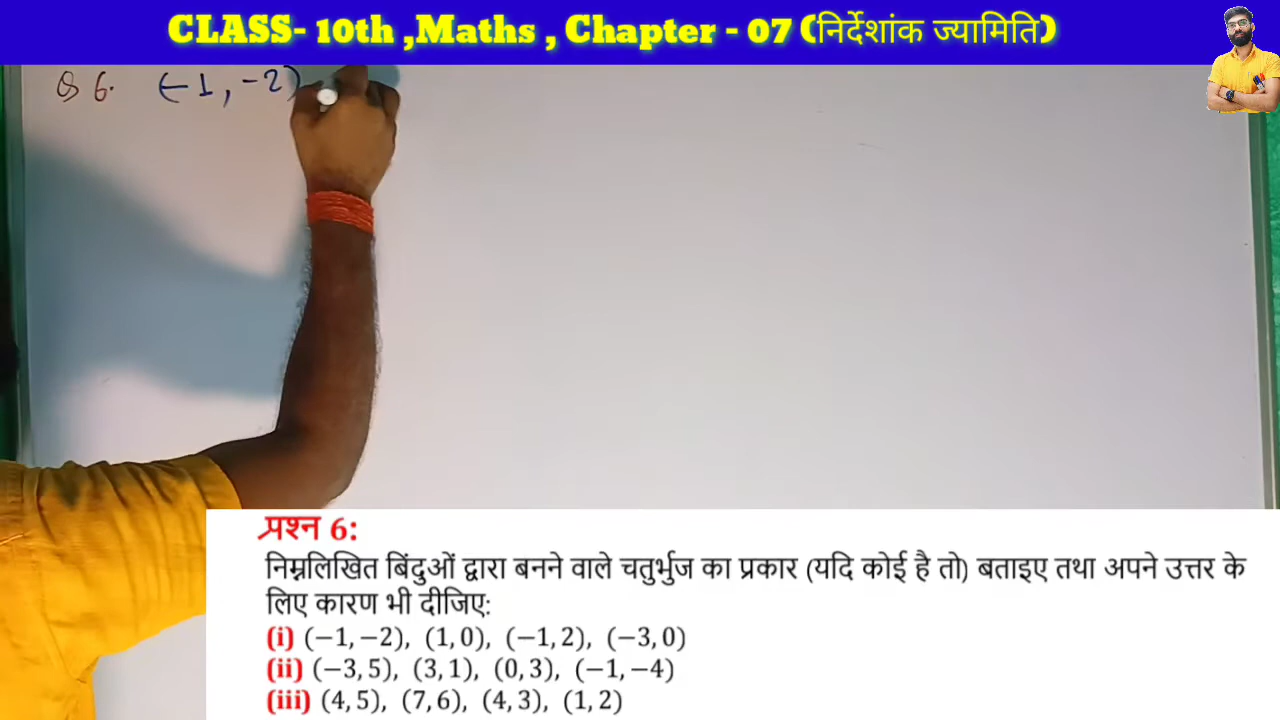 CLASS- 10th ,Maths , Chapter - 07 (निर्देशांक ज्यामिति)
Q 6. (-1, -2)
प्रश्न 6:
निम्नलिखित बिंदुओं द्वारा बनने वाले चतुर्भुज का प्रकार (यदि कोई है तो) बताइए तथा अपने उत्तर के
लिए कारण भी दीजिए:
(i) (−1, −2), (1, 0), (−1, 2), (−3, 0)
(ii) (−3, 5), (3, 1), (0, 3), (−1, −4)
(iii) (4, 5), (7, 6), (4, 3), (1, 2)